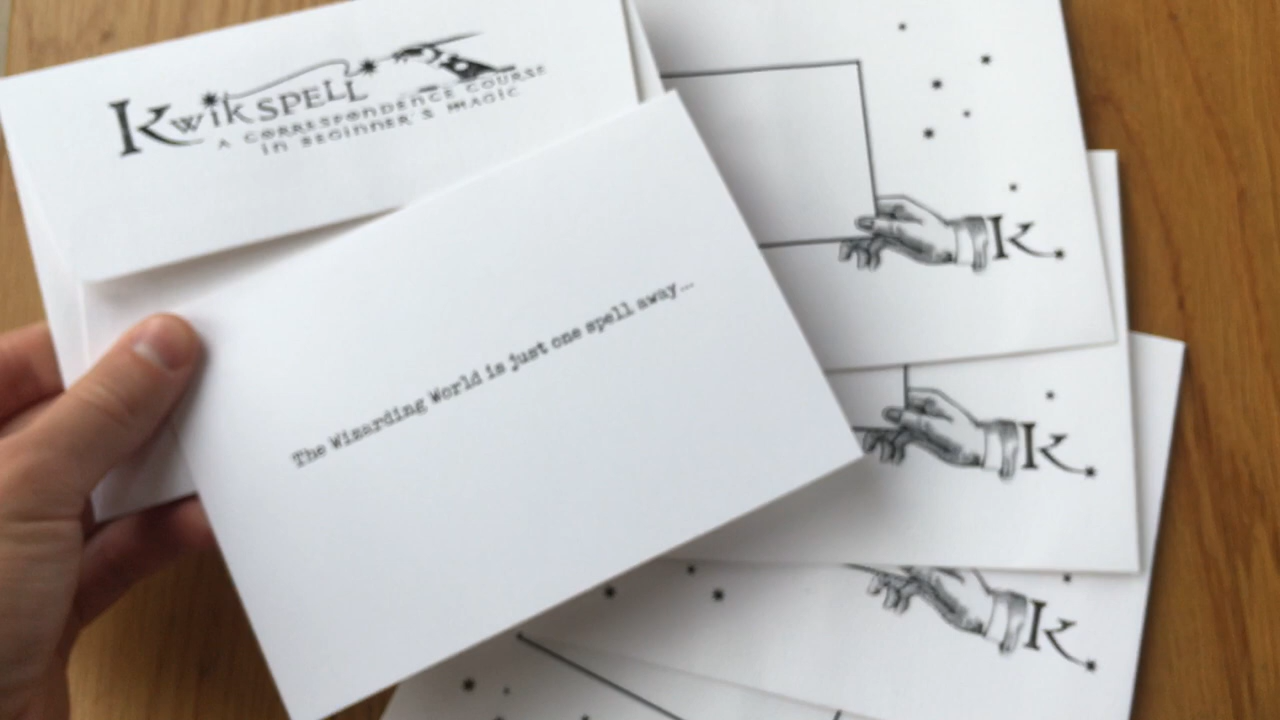 KwikSPELL
A CORRESPONDENCE COURSE
IN BEGINNER'S MAGIC
The Wizarding World is just one spell away...
K
K
K